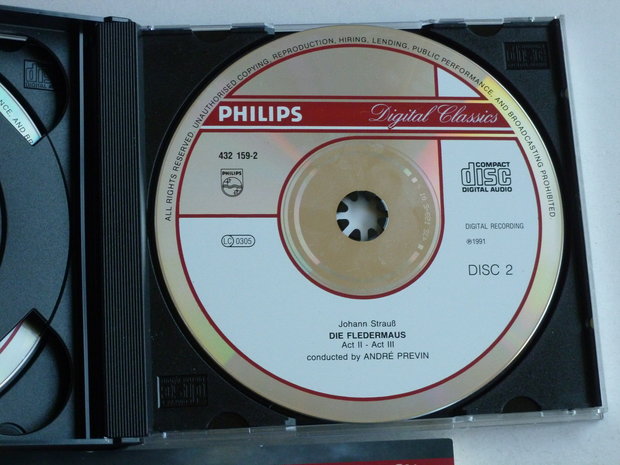 ALL RIGHTS RESERVED. UNAUTHORISED COPYING, REPRODUCTION, HIRING, LENDING, PUBLIC PERFORMANCE, AND BROADCASTING PROHIBITED
PHILIPS Digital Classics
432 159-2
PHILIPS
COMPACT
disc
DIGITAL AUDIO
LC 0305
DIGITAL RECORDING
℗1991
DISC 2
Johann Strauß
DIE FLEDERMAUS
Act II - Act III
conducted by ANDRÉ PREVIN